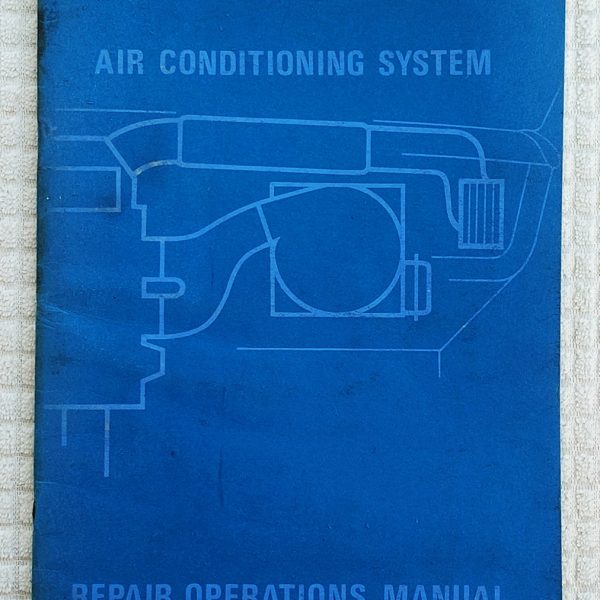 AIR CONDITIONING SYSTEM
REPAIR OPERATIONS MANUAL